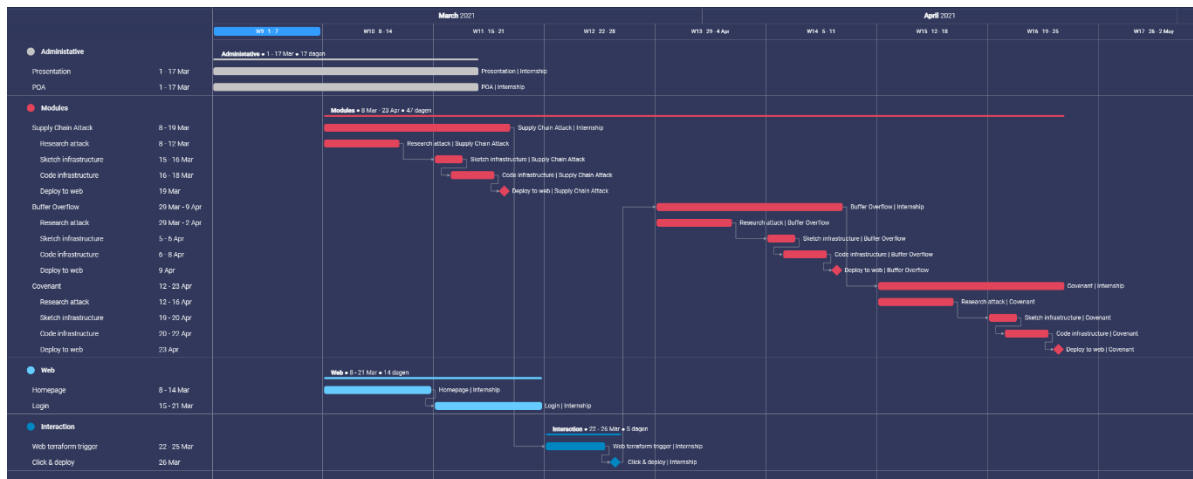 March 2021 April 2021
W9 1-7 W10 8-14 W11 15-21 W12 22-28 W13 29-4 Apr W14 5-11 W15 12-18 W16 19-25 W17 26-2 May
Administative Administative • 1 - 17 Mar • 17 dagen
Presentation 1 - 17 Mar Presentation | Internship
POA 1 - 17 Mar POA | Internship
Modules Modules • 8 Mar - 23 Apr • 47 dagen
Supply Chain Attack 8 - 19 Mar Supply Chain Attack | Internship
Research attack 8 - 12 Mar Research attack | Supply Chain Attack
Sketch infrastructure 15 - 16 Mar Sketch infrastructure | Supply Chain Attack
Code infrastructure 16 - 18 Mar Code infrastructure | Supply Chain Attack
Deploy to web 19 Mar Deploy to web | Supply Chain Attack
Buffer Overflow 29 Mar - 9 Apr Buffer Overflow | Internship
Research attack 29 Mar - 2 Apr Research attack | Buffer Overflow
Sketch infrastructure 5 - 6 Apr Sketch infrastructure | Buffer Overflow
Code infrastructure 6 - 8 Apr Code infrastructure | Buffer Overflow
Deploy to web 9 Apr Deploy to web | Buffer Overflow
Covenant 12 - 23 Apr Covenant | Internship
Research attack 12 - 16 Apr Research attack | Covenant
Sketch infrastructure 19 - 20 Apr Sketch infrastructure | Covenant
Code infrastructure 20 - 22 Apr Code infrastructure | Covenant
Deploy to web 23 Apr Deploy to web | Covenant
Web Web • 8 - 21 Mar • 14 dagen
Homepage 8 - 14 Mar Homepage | Internship
Login 15 - 21 Mar Login | Internship
Interaction Interaction • 22 - 26 Mar • 5 dagen
Web terraform trigger 22 - 25 Mar Web terraform trigger | Internship
Click & deploy 26 Mar Click & deploy | Internship